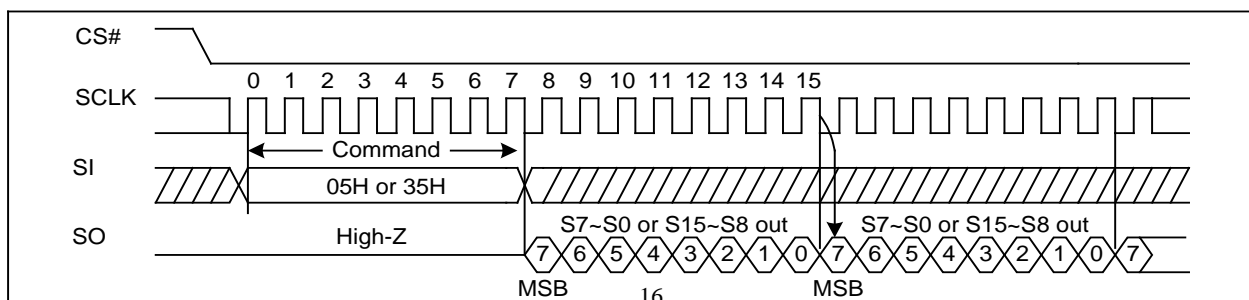 CS#
0 1 2 3 4 5 6 7 8 9 10 11 12 13 14 15
SCLK
Command
SI
05H or 35H
S7~S0 or S15~S8 out S7~S0 or S15~S8 out
SO High-Z
7 6 5 4 3 2 1 0 7 6 5 4 3 2 1 0 7
MSB MSB
16